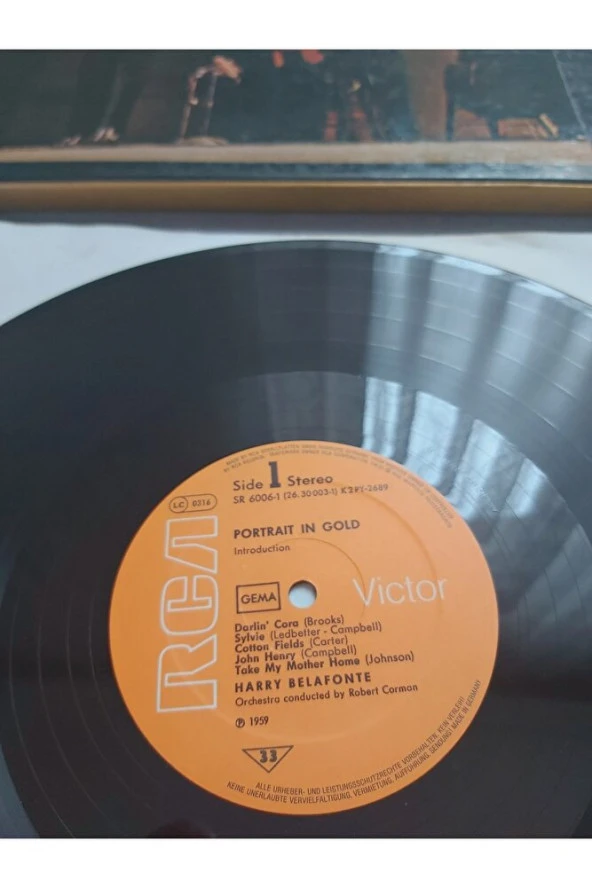 Side 1 Stereo
SR 6006-1 (26.30003-1) K2PY-2689
LC 0316
PORTRAIT IN GOLD
Introduction
RCA
GEMA
Victor
Darlin' Cora (Brooks)
Sylvie (Ledbetter - Campbell)
Cotton Fields (Carter)
John Henry (Campbell)
Take My Mother Home (Johnson)
HARRY BELAFONTE
Orchestra conducted by Robert Corman
℗ 1959
33
ALLE URHEBER- UND LEISTUNGSSCHUTZRECHTE VORBEHALTEN. KEIN VERLEIH!
KEINE UNERLAUBTE VERVIELFÄLTIGUNG, VERMIETUNG, AUFFÜHRUNG, SENDUNG! MADE IN GERMANY